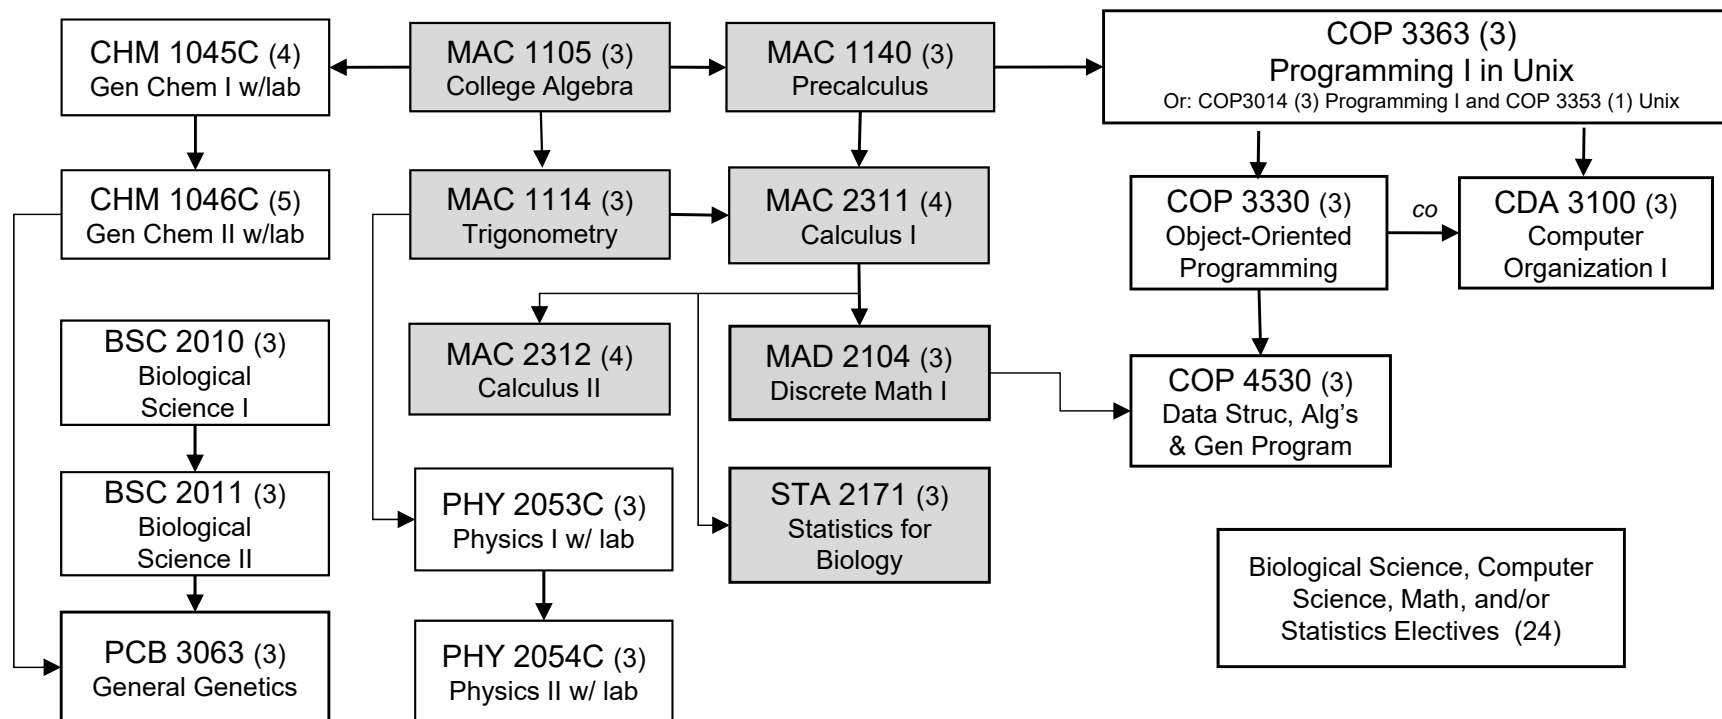 CHM 1045C (4)
Gen Chem I w/lab
MAC 1105 (3)
College Algebra
MAC 1140 (3)
Precalculus
COP 3363 (3)
Programming I in Unix
Or: COP3014 (3) Programming I and COP 3353 (1) Unix
CHM 1046C (5)
Gen Chem II w/lab
MAC 1114 (3)
Trigonometry
MAC 2311 (4)
Calculus I
COP 3330 (3)
Object-Oriented
Programming
co
CDA 3100 (3)
Computer
Organization I
BSC 2010 (3)
Biological
Science I
MAC 2312 (4)
Calculus II
MAD 2104 (3)
Discrete Math I
COP 4530 (3)
Data Struc, Alg’s
& Gen Program
BSC 2011 (3)
Biological
Science II
PHY 2053C (3)
Physics I w/ lab
STA 2171 (3)
Statistics for
Biology
Biological Science, Computer
Science, Math, and/or
Statistics Electives (24)
PCB 3063 (3)
General Genetics
PHY 2054C (3)
Physics II w/ lab